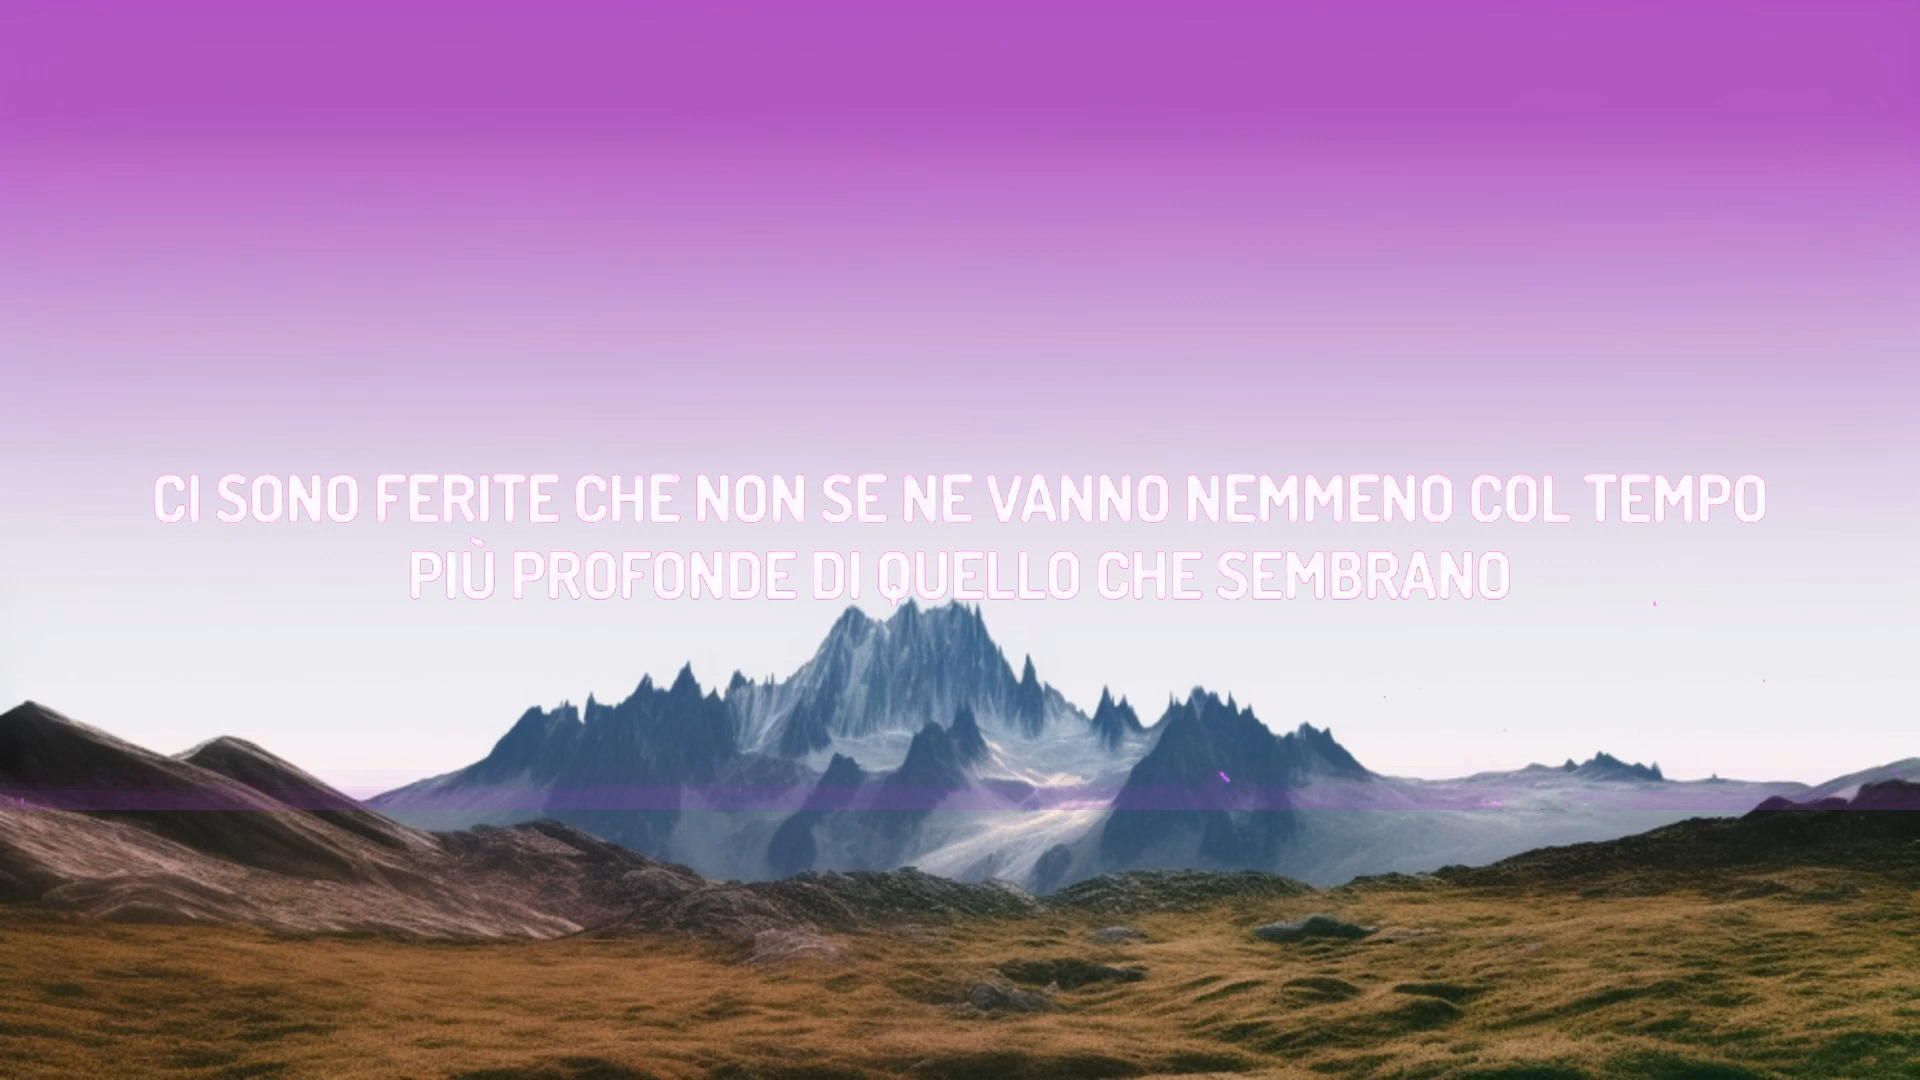 CI SONO FERITE CHE NON SE NE VANNO NEMMENO COL TEMPO
PIÙ PROFONDE DI QUELLO CHE SEMBRANO